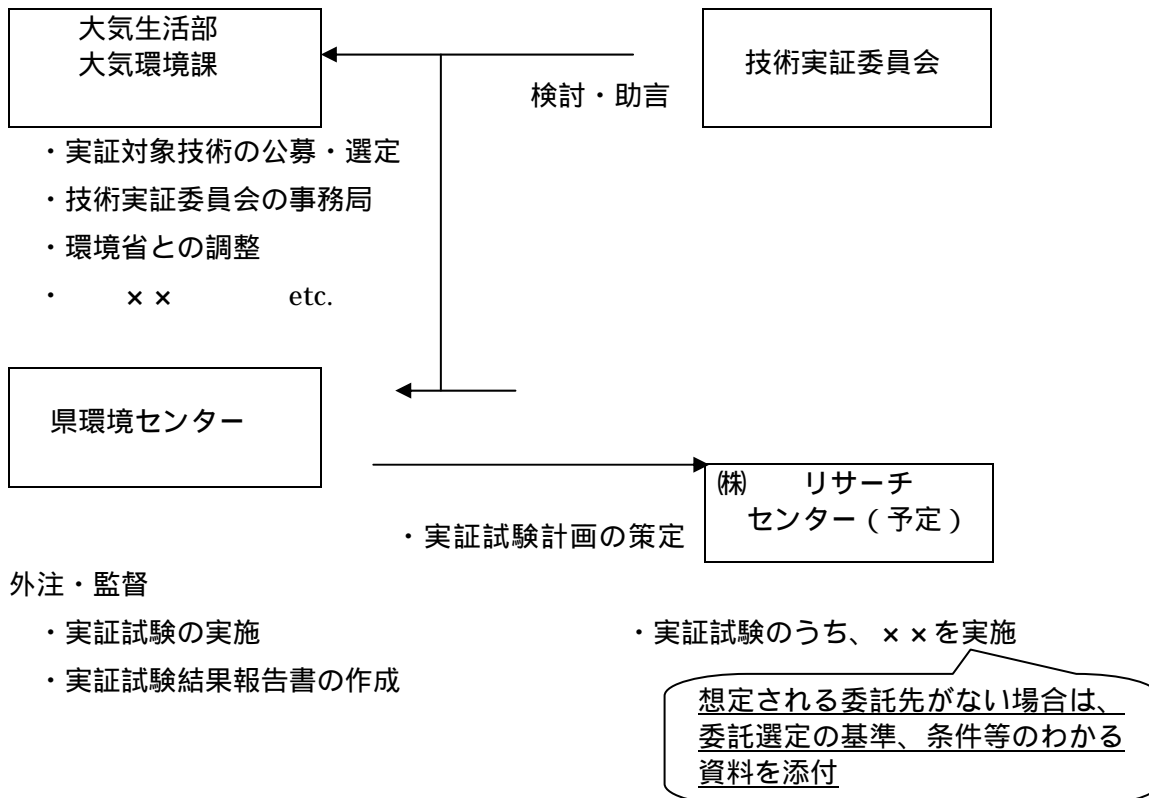 大気生活部
大気環境課
技術実証委員会
検討・助言
・実証対象技術の公募・選定
・技術実証委員会の事務局
・環境省との調整
・　　××　　　etc.
県環境センター
㈱　　リサーチ
センター（予定）
・実証試験計画の策定
外注・監督
・実証試験の実施
・実証試験のうち、××を実施
・実証試験結果報告書の作成
想定される委託先がない場合は、
委託選定の基準、条件等のわかる
資料を添付